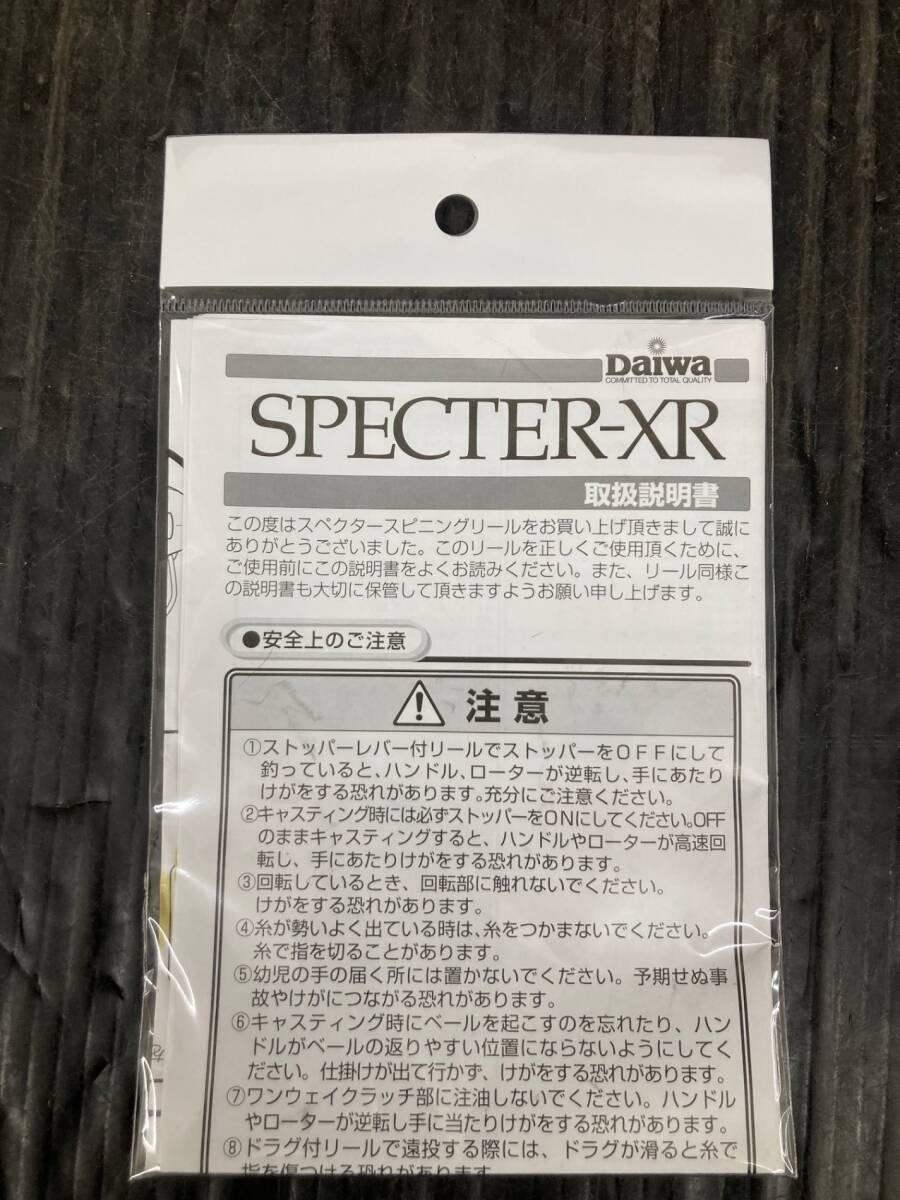 Daiwa
COMMITTED TO TOTAL QUALITY
SPECTER-XR
取扱説明書
この度はスペクタースピニングリールをお買い上げ頂きまして誠に
ありがとうございました。このリールを正しくご使用頂くために、
ご使用前にこの説明書をよくお読みください。また、リール同様こ
の説明書も大切に保管して頂きますようお願い申し上げます。
●安全上のご注意
注意
①ストッパーレバー付リールでストッパーをOFFにして
釣っていると、ハンドル、ローターが逆転し、手にあたり
けがをする恐れがあります。充分にご注意ください。
②キャスティング時には必ずストッパーをONにしてください。OFF
のままキャスティングすると、ハンドルやローターが高速回
転し、手にあたりけがをする恐れがあります。
③回転しているとき、回転部に触れないでください。
けがをする恐れがあります。
④糸が勢いよく出ている時は、糸をつかまないでください。
糸で指を切ることがあります。
⑤幼児の手の届く所には置かないでください。予期せぬ事
故やけがにつながる恐れがあります。
⑥キャスティング時にベールを起こすのを忘れたり、ハン
ドルがベールの返りやすい位置にならないようにしてく
ださい。仕掛けが出て行かず、けがをする恐れがあります。
⑦ワンウェイクラッチ部に注油しないでください。ハンドル
やローターが逆転し手に当たりけがをする恐れがあります。
⑧ドラグ付リールで遠投する際には、ドラグが滑ると糸で
指を傷つける恐れがあります